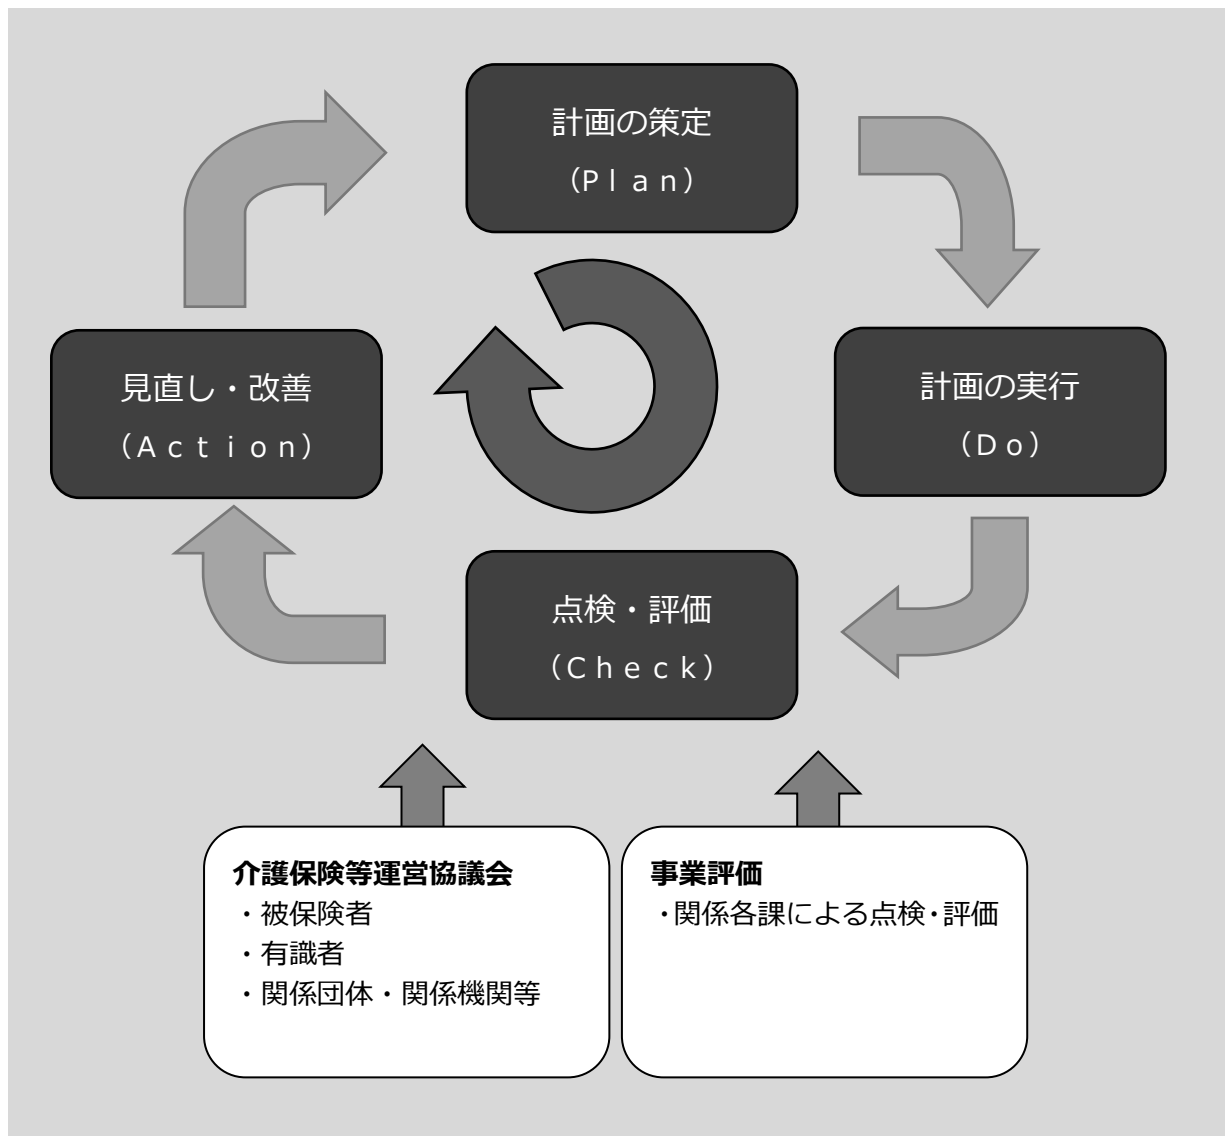 計画の策定
（Ｐｌａｎ）
見直し・改善
（Ａｃｔｉｏｎ）
計画の実行
（Ｄｏ）
点検・評価
（Ｃｈｅｃｋ）
介護保険等運営協議会
・被保険者
・有識者
・関係団体・関係機関等
事業評価
・関係各課による点検・評価